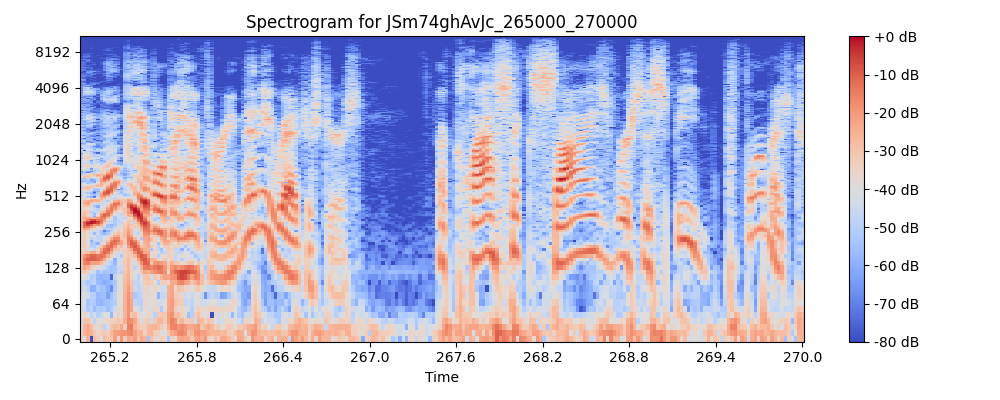 Spectrogram for JSm74ghAvJc_265000_270000
8192
4096
2048
1024
512
256
128
64
0
Hz
265.2 265.8 266.4 267.0 267.6 268.2 268.8 269.4 270.0
Time
+0 dB
-10 dB
-20 dB
-30 dB
-40 dB
-50 dB
-60 dB
-70 dB
-80 dB